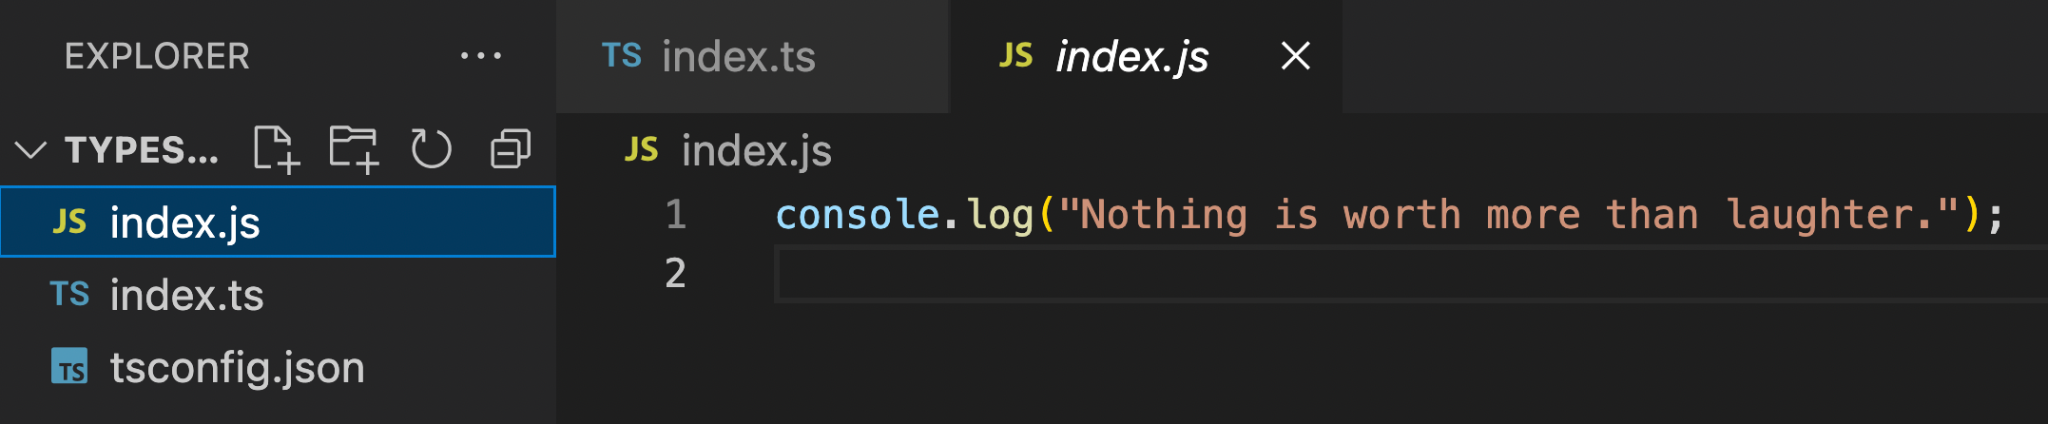 EXPLORER ...
TYPES...
JS index.js
TS index.ts
TS tsconfig.json
TS index.ts JS index.js
JS index.js
1 console.log("Nothing is worth more than laughter.");
2